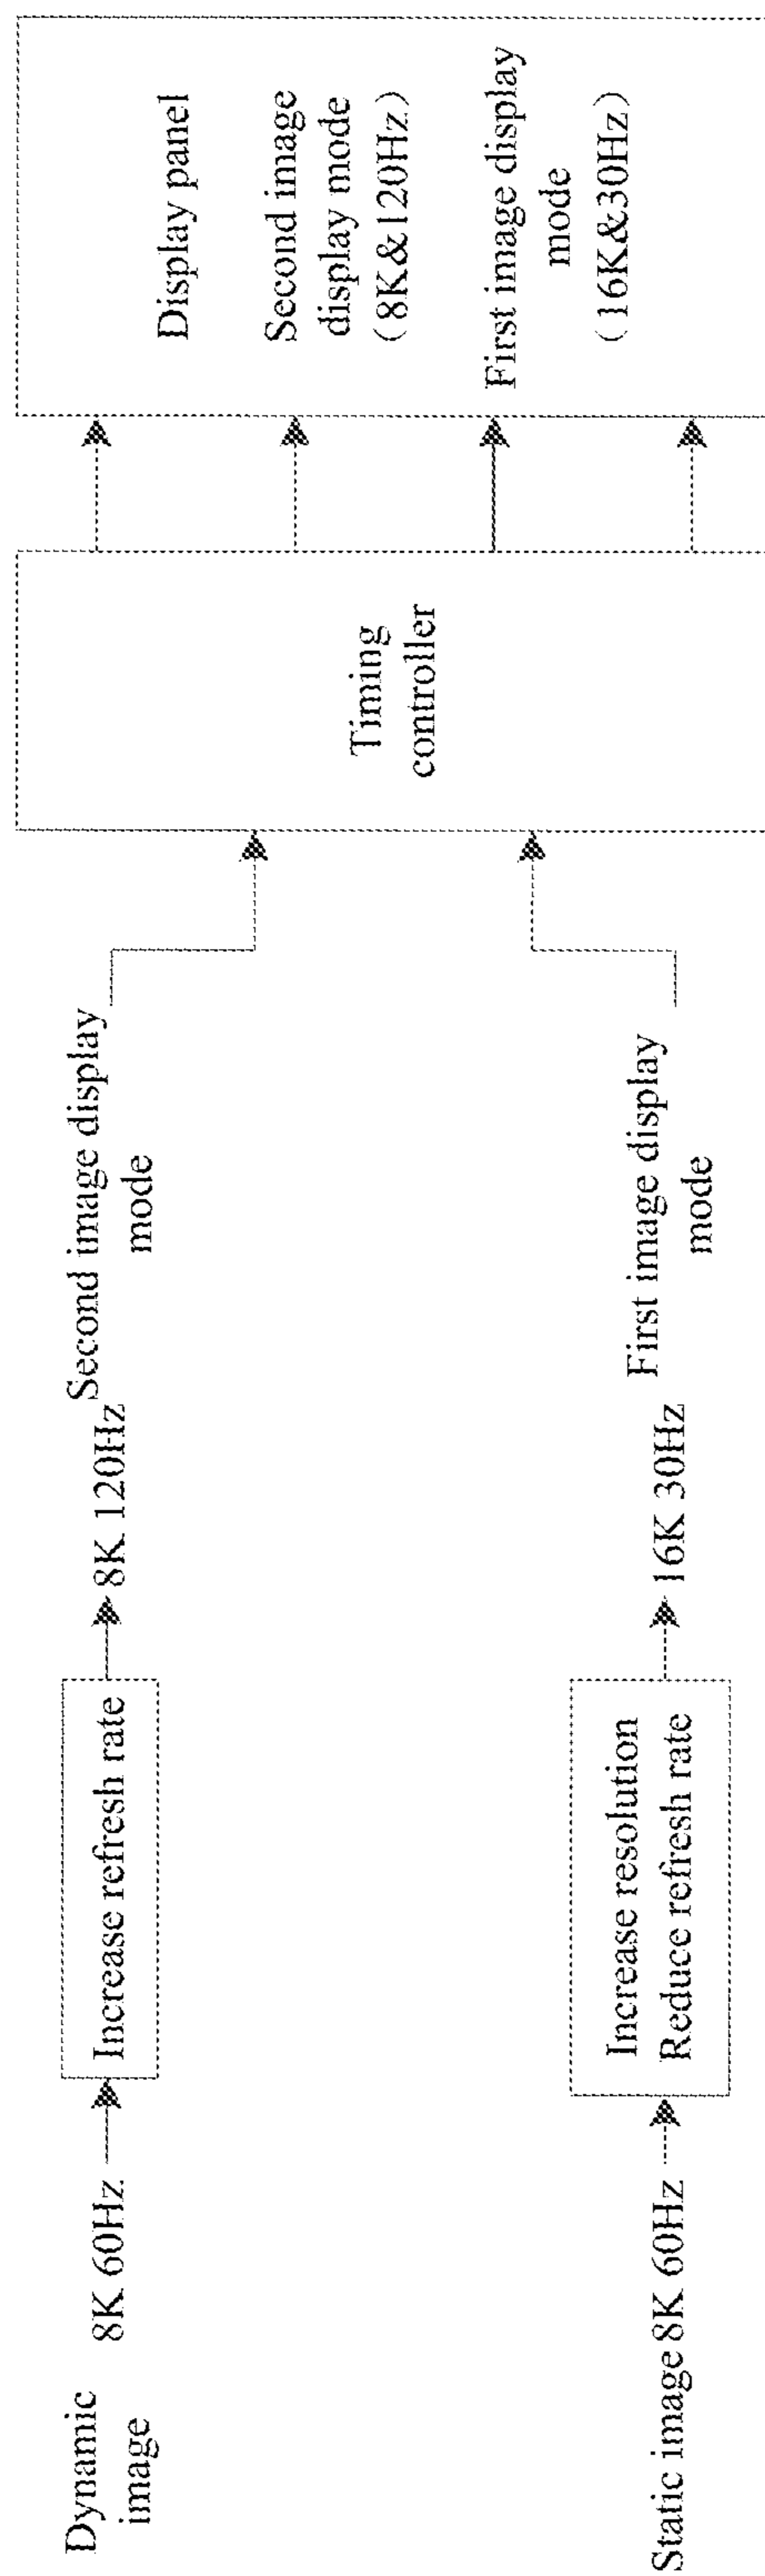 Dynamic
image
8K 60Hz
Increase refresh rate
8K 120Hz
Second image display
mode
Static image
8K 60Hz
Increase resolution
Reduce refresh rate
16K 30Hz
First image display
mode
Timing
controller
Display panel
Second image
display mode
(8K&120Hz)
First image display
mode
(16K&30Hz)